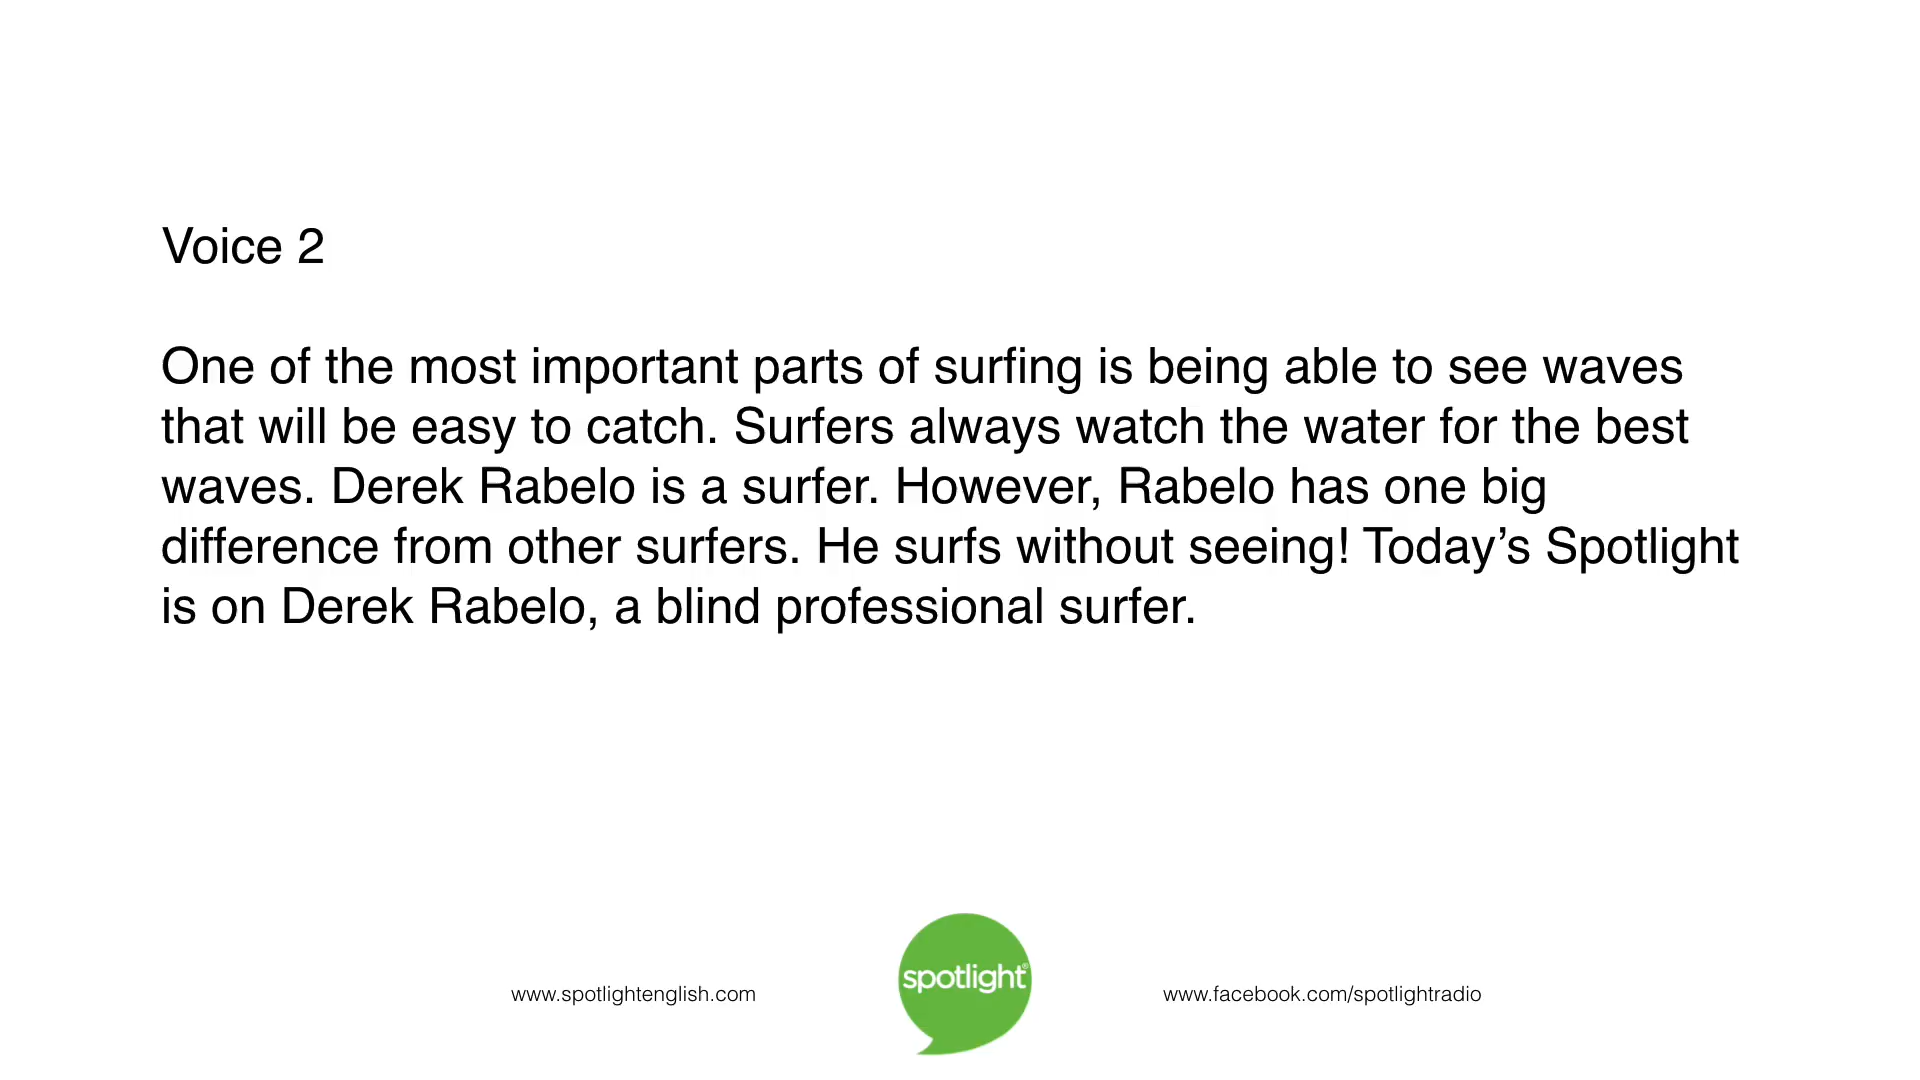 Voice 2
One of the most important parts of surfing is being able to see waves
that will be easy to catch. Surfers always watch the water for the best
waves. Derek Rabelo is a surfer. However, Rabelo has one big
difference from other surfers. He surfs without seeing! Today’s Spotlight
is on Derek Rabelo, a blind professional surfer.
www.spotlightenglish.com
spotlight®
www.facebook.com/spotlightradio